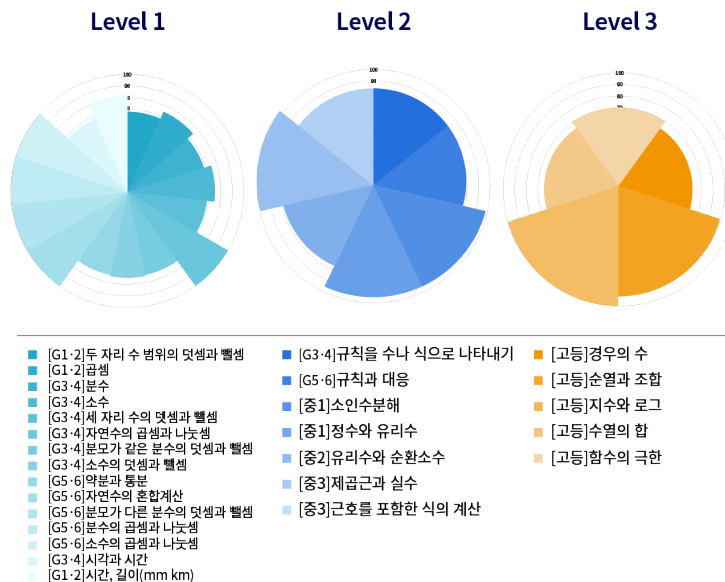 Level 1
Level 2
Level 3
100
90
100
90
100
90
80
70
[G1·2]두 자리 수 범위의 덧셈과 뺄셈
[G1·2]곱셈
[G3·4]분수
[G3·4]소수
[G3·4]세 자리 수의 뎃셈과 뺄셈
[G3·4]자연수의 곱셈과 나눗셈
[G3·4]분모가 같은 분수의 덧셈과 뺄셈
[G3·4]소수의 덧셈과 뺄셈
[G5·6]약분과 통분
[G5·6]자연수의 혼합계산
[G5·6]분모가 다른 분수의 덧셈과 뺄셈
[G5·6]분수의 곱셈과 나눗셈
[G5·6]소수의 곱셈과 나눗셈
[G3·4]시각과 시간
[G1·2]시간, 길이(mm km)
[G3·4]규칙을 수나 식으로 나타내기
[G5·6]규칙과 대응
[중1]소인수분해
[중1]정수와 유리수
[중2]유리수와 순환소수
[중3]제곱근과 실수
[중3]근호를 포함한 식의 계산
[고등]경우의 수
[고등]순열과 조합
[고등]지수와 로그
[고등]수열의 합
[고등]함수의 극한